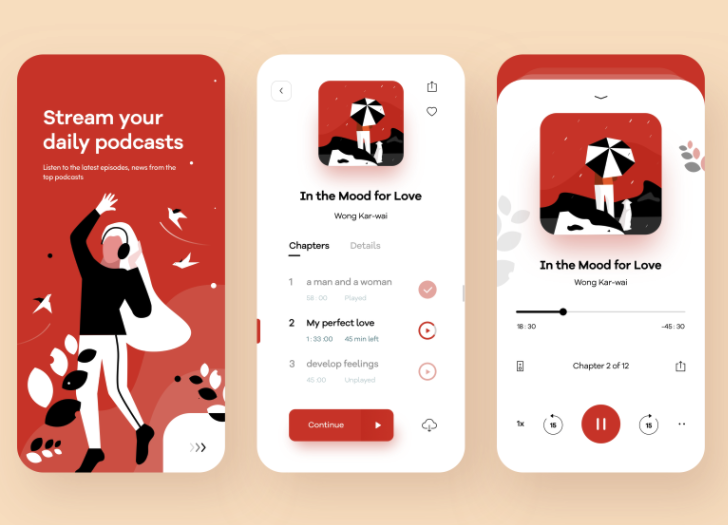 Stream your
daily podcasts
Listen to the latest episodes, news from the
top podcasts
In the Mood for Love
Wong Kar-wai
Chapters Details
1 a man and a woman
58 : 00 Played
2 My perfect love
1 : 33 :00 45 min left
3 develop feelings
45 :00 Unplayed
Continue
In the Mood for Love
Wong Kar-wai
18 : 30 -45 : 30
Chapter 2 of 12
1x 15 15